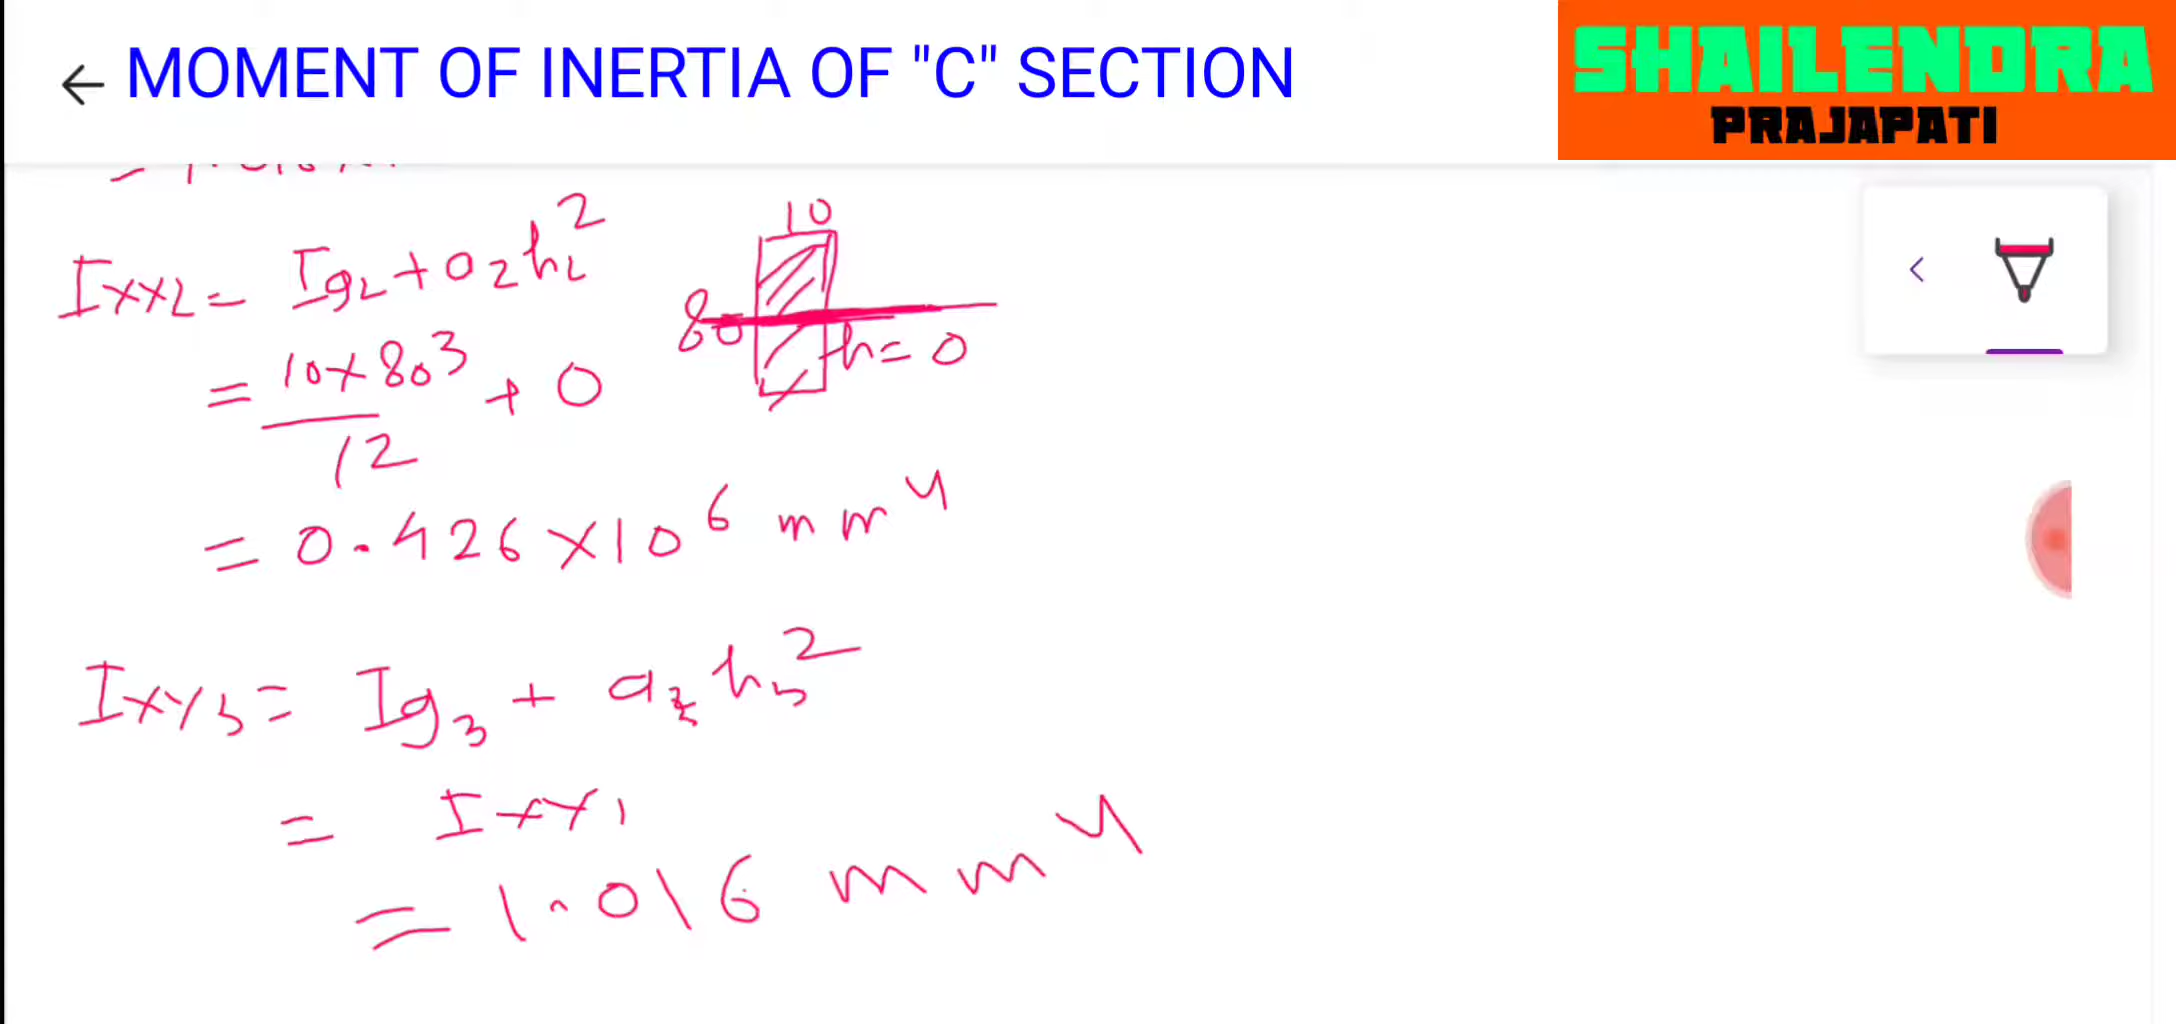 ← MOMENT OF INERTIA OF "C" SECTION
SHAILENDRA
PRAJAPATI
Ixx2 = Ig2 + a2h2²
10
80
h = 0
= 10×80³/12 + 0
= 0.426×10⁶ mm⁴
Ixx3 = Ig3 + a3h3²
= Ixx1
= 1.016 mm⁴